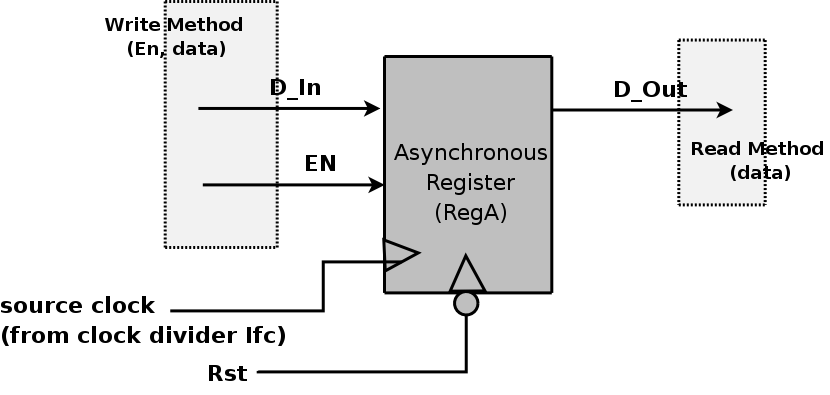 Write Method
(En, data)
D_In
D_Out
EN
Asynchronous
Register
(RegA)
Read Method
(data)
source clock
(from clock divider Ifc)
Rst